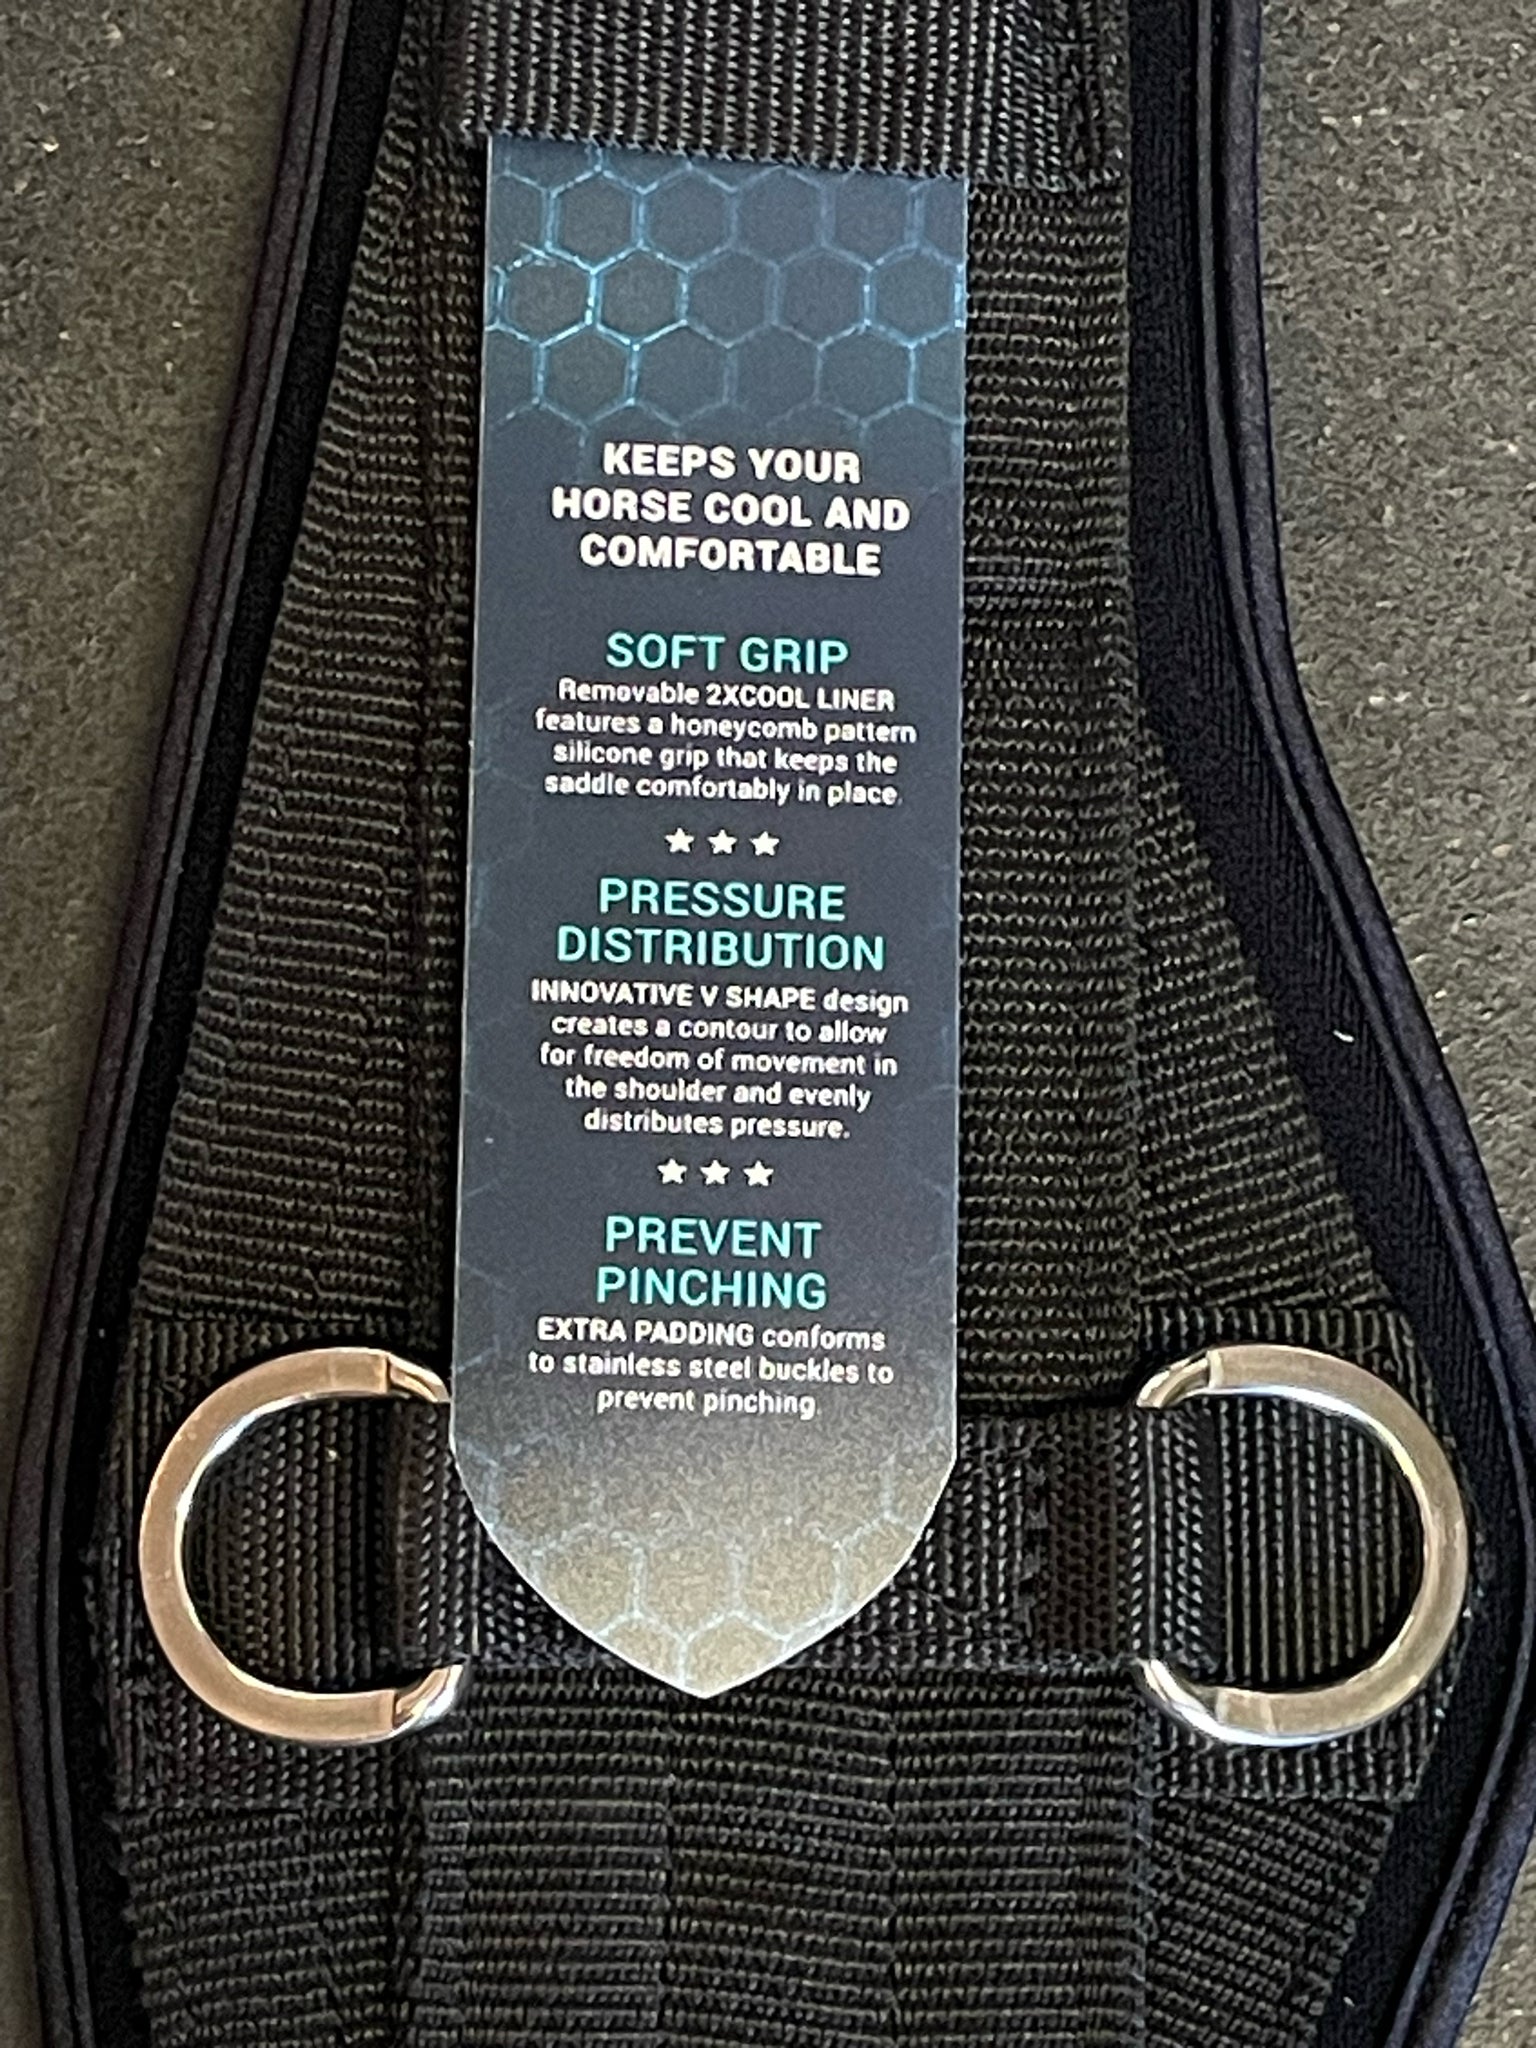 KEEPS YOUR
HORSE COOL AND
COMFORTABLE
SOFT GRIP
Removable 2XCOOL LINER
features a honeycomb pattern
silicone grip that keeps the
saddle comfortably in place.
PRESSURE
DISTRIBUTION
INNOVATIVE V SHAPE design
creates a contour to allow
for freedom of movement in
the shoulder and evenly
distributes pressure.
PREVENT
PINCHING
EXTRA PADDING conforms
to stainless steel buckles to
prevent pinching.